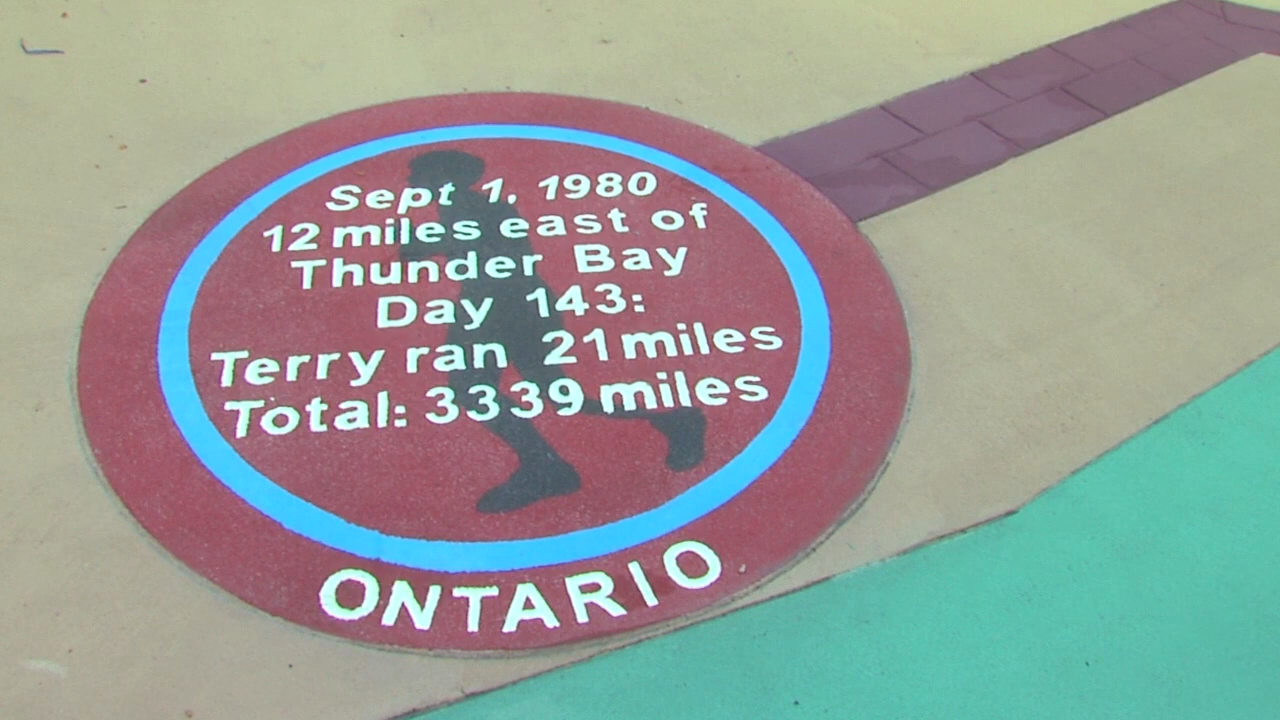 Sept 1, 1980
12 miles east of
Thunder Bay
Day 143:
Terry ran 21 miles
Total: 3339 miles
ONTARIO